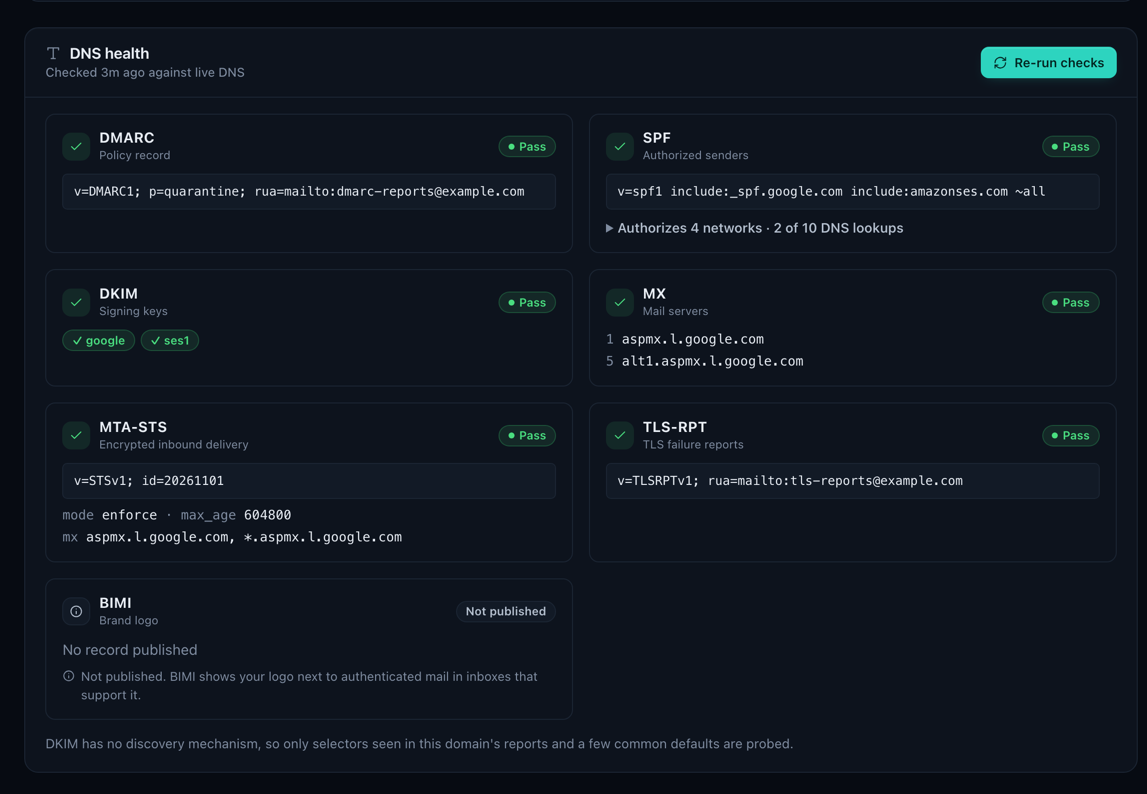 DNS health
Checked 3m ago against live DNS
Re-run checks
DMARC
Policy record
Pass
v=DMARC1; p=quarantine; rua=mailto:dmarc-reports@example.com
SPF
Authorized senders
Pass
v=spf1 include:_spf.google.com include:amazonses.com ~all
Authorizes 4 networks · 2 of 10 DNS lookups
DKIM
Signing keys
Pass
google
ses1
MX
Mail servers
Pass
1 aspmx.l.google.com
5 alt1.aspmx.l.google.com
MTA-STS
Encrypted inbound delivery
Pass
v=STSv1; id=20261101
mode enforce · max_age 604800
mx aspmx.l.google.com, *.aspmx.l.google.com
TLS-RPT
TLS failure reports
Pass
v=TLSRPTv1; rua=mailto:tls-reports@example.com
BIMI
Brand logo
Not published
No record published
Not published. BIMI shows your logo next to authenticated mail in inboxes that
support it.
DKIM has no discovery mechanism, so only selectors seen in this domain's reports and a few common defaults are probed.